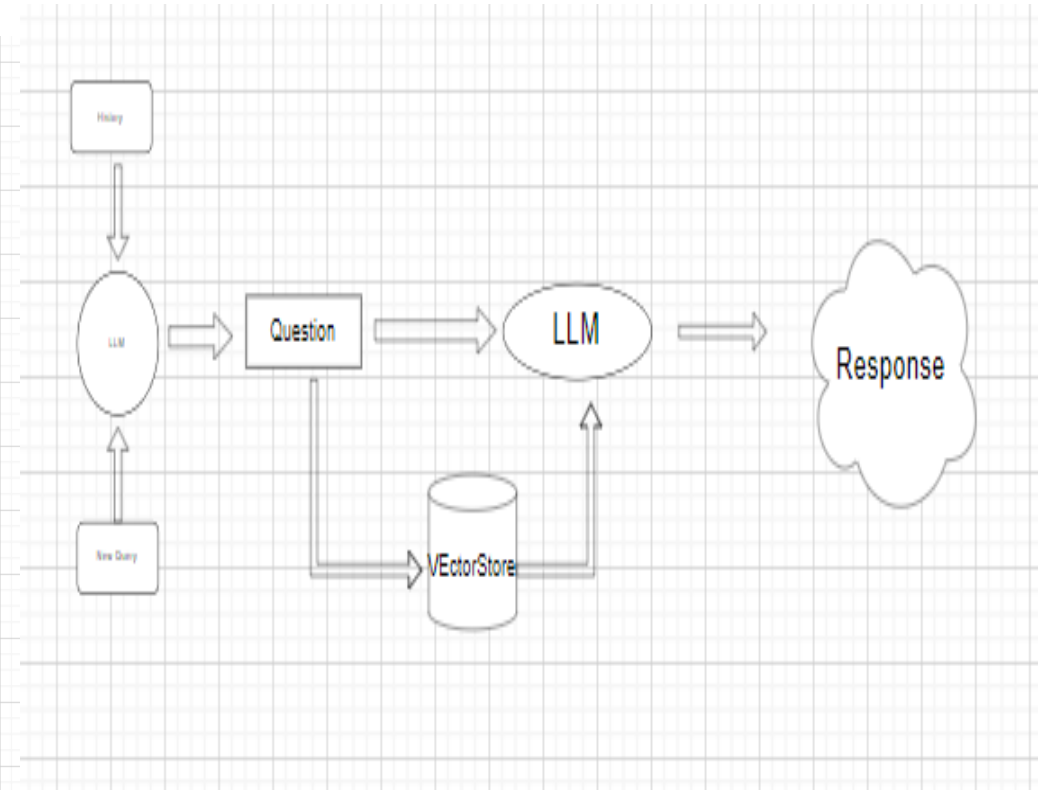 History
LLM
Question
LLM
Response
New Query
VEctorStore